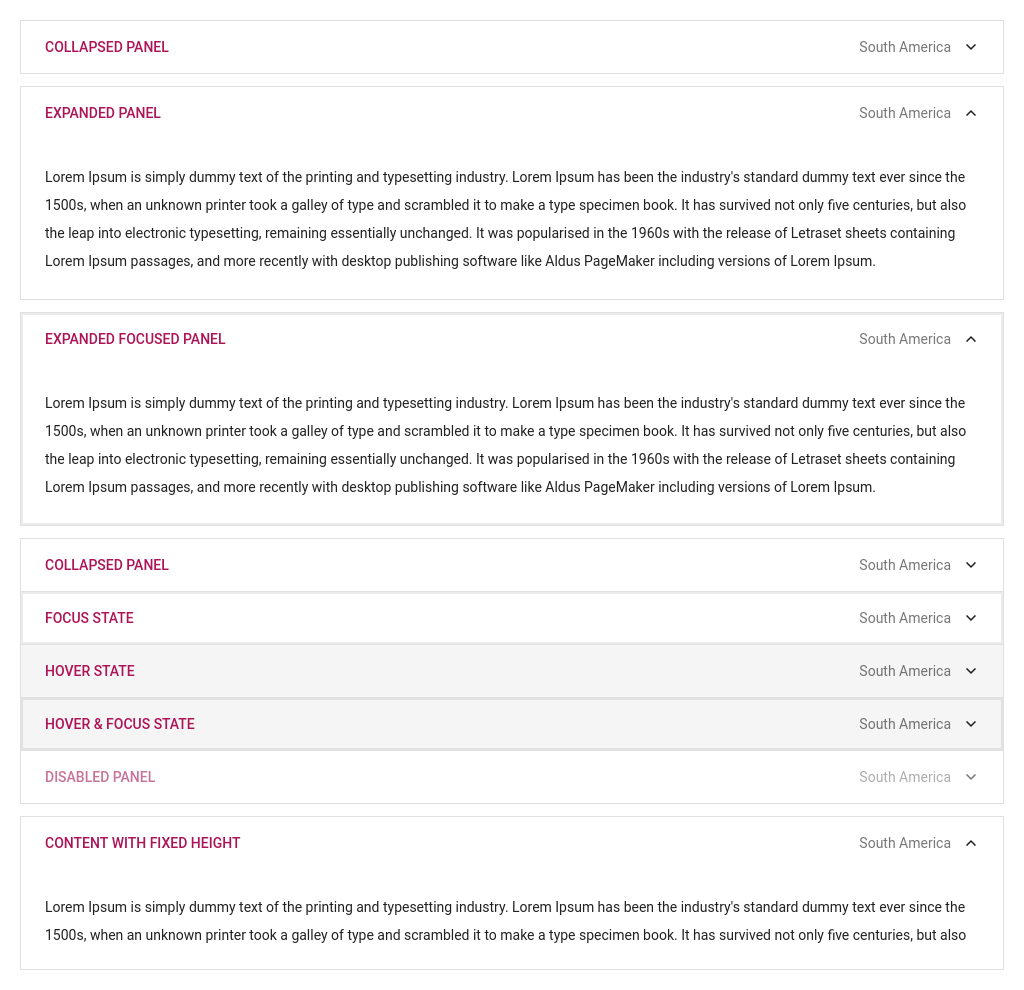 COLLAPSED PANEL South America
EXPANDED PANEL South America
Lorem Ipsum is simply dummy text of the printing and typesetting industry. Lorem Ipsum has been the industry's standard dummy text ever since the
1500s, when an unknown printer took a galley of type and scrambled it to make a type specimen book. It has survived not only five centuries, but also
the leap into electronic typesetting, remaining essentially unchanged. It was popularised in the 1960s with the release of Letraset sheets containing
Lorem Ipsum passages, and more recently with desktop publishing software like Aldus PageMaker including versions of Lorem Ipsum.
EXPANDED FOCUSED PANEL South America
Lorem Ipsum is simply dummy text of the printing and typesetting industry. Lorem Ipsum has been the industry's standard dummy text ever since the
1500s, when an unknown printer took a galley of type and scrambled it to make a type specimen book. It has survived not only five centuries, but also
the leap into electronic typesetting, remaining essentially unchanged. It was popularised in the 1960s with the release of Letraset sheets containing
Lorem Ipsum passages, and more recently with desktop publishing software like Aldus PageMaker including versions of Lorem Ipsum.
COLLAPSED PANEL South America
FOCUS STATE South America
HOVER STATE South America
HOVER & FOCUS STATE South America
DISABLED PANEL South America
CONTENT WITH FIXED HEIGHT South America
Lorem Ipsum is simply dummy text of the printing and typesetting industry. Lorem Ipsum has been the industry's standard dummy text ever since the
1500s, when an unknown printer took a galley of type and scrambled it to make a type specimen book. It has survived not only five centuries, but also